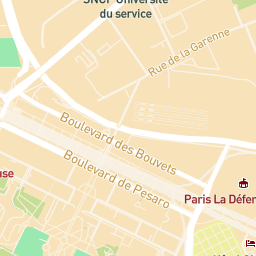 SNCF Université
du service
Rue de la Garenne
Boulevard des Bouvets
Boulevard de Pesaro
Paris La Défen